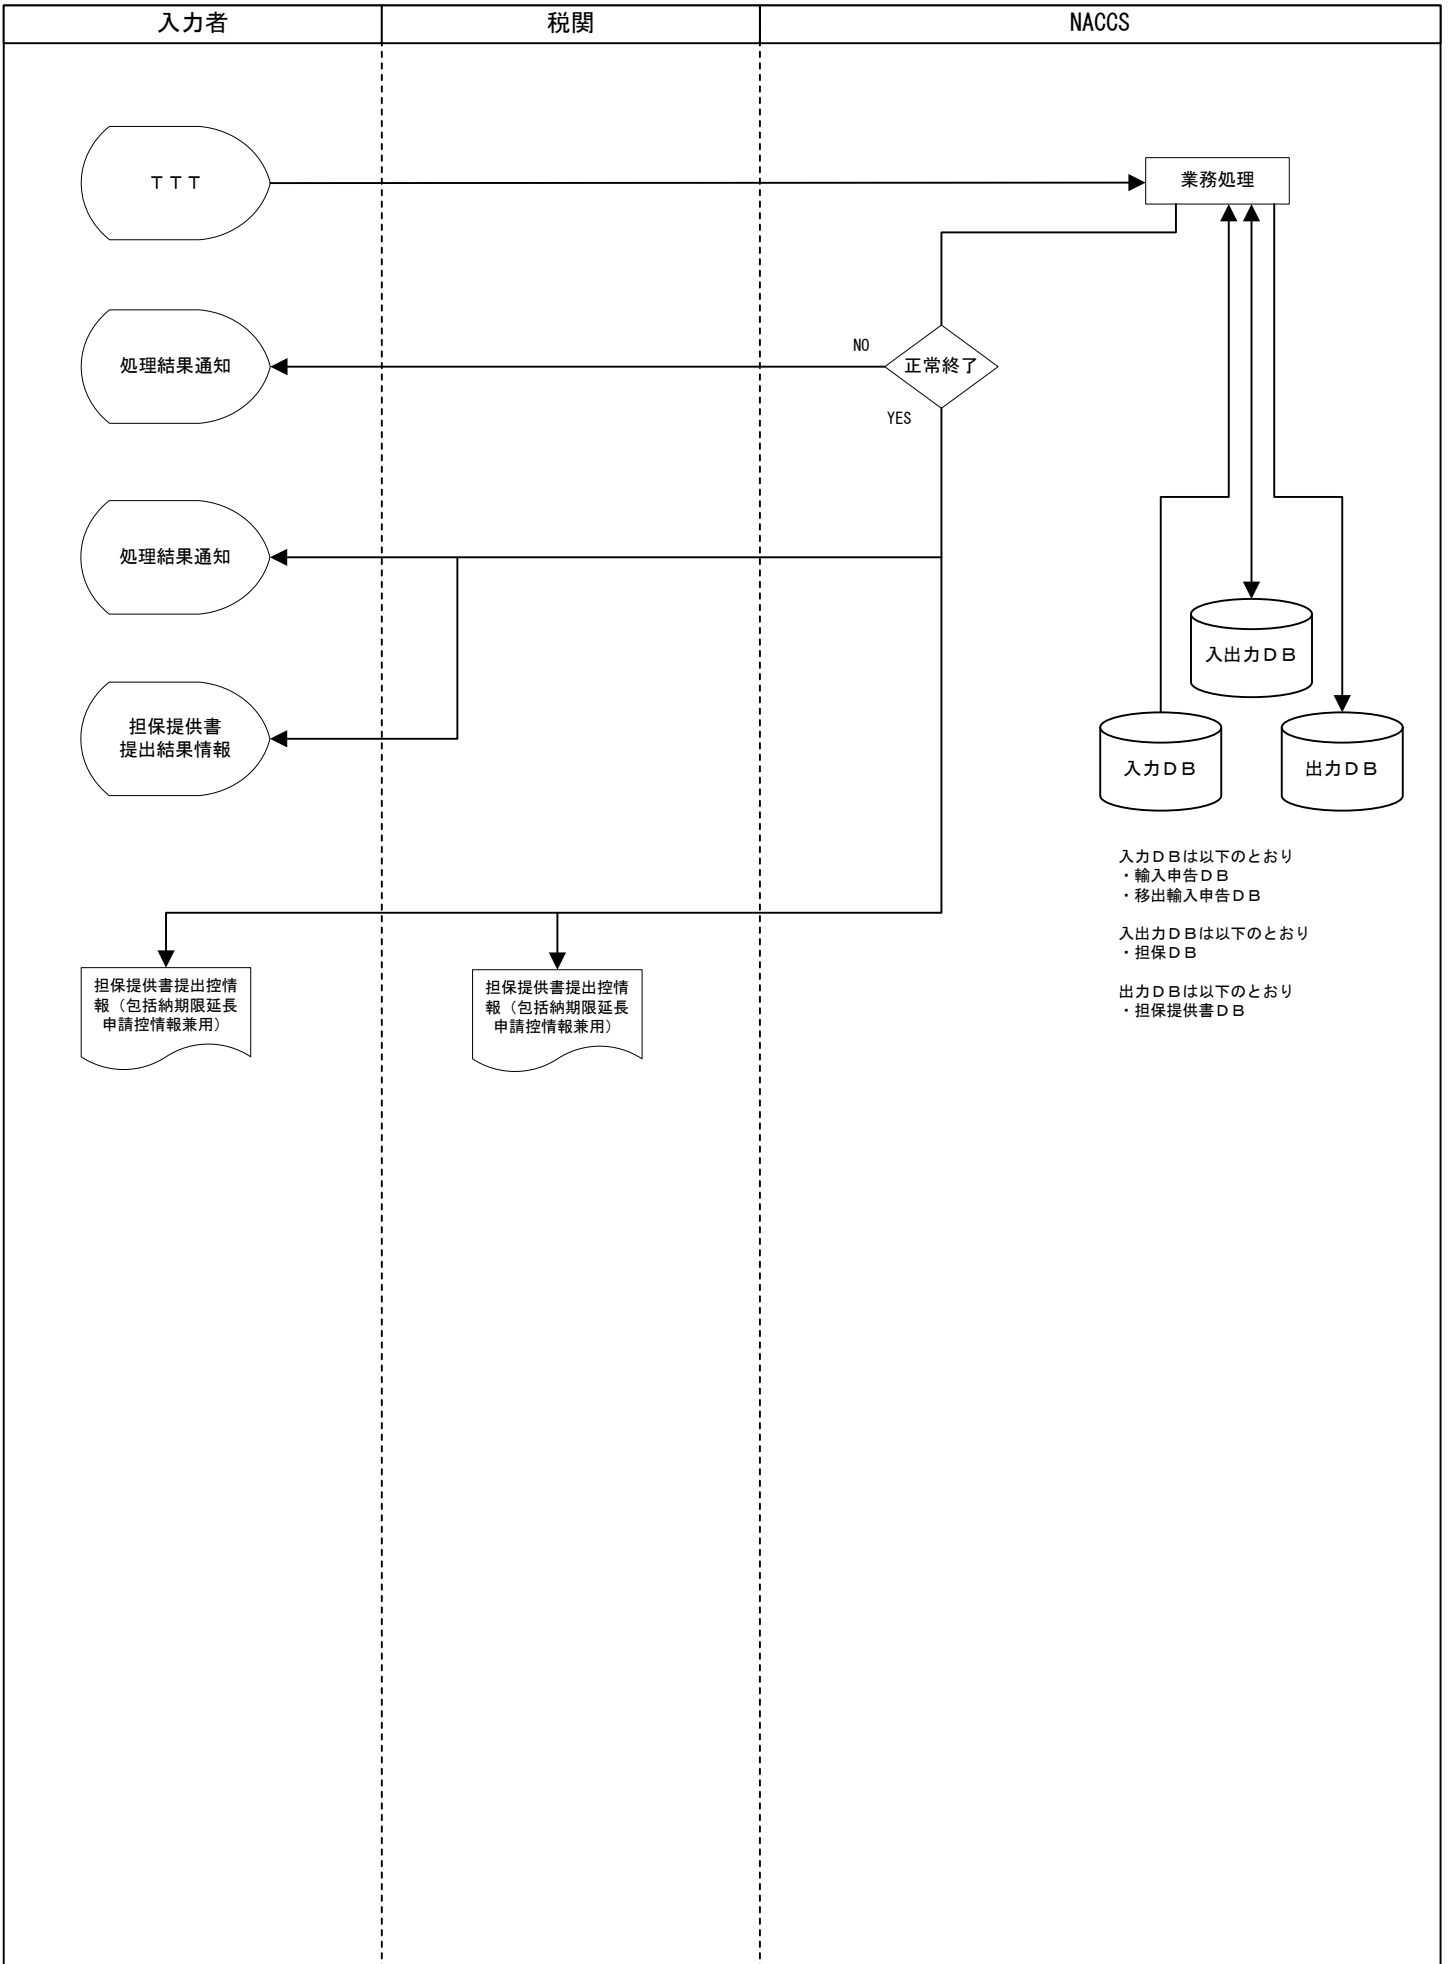 入力者
税関
NACCS
ＴＴＴ
業務処理
処理結果通知
NO
正常終了
YES
処理結果通知
入出力ＤＢ
担保提供書
提出結果情報
入力ＤＢ
出力ＤＢ
入力ＤＢは以下のとおり
・輸入申告ＤＢ
・移出輸入申告ＤＢ
入出力ＤＢは以下のとおり
・担保ＤＢ
出力ＤＢは以下のとおり
・担保提供書ＤＢ
担保提供書提出控情
報（包括納期限延長
申請控情報兼用）
担保提供書提出控情
報（包括納期限延長
申請控情報兼用）